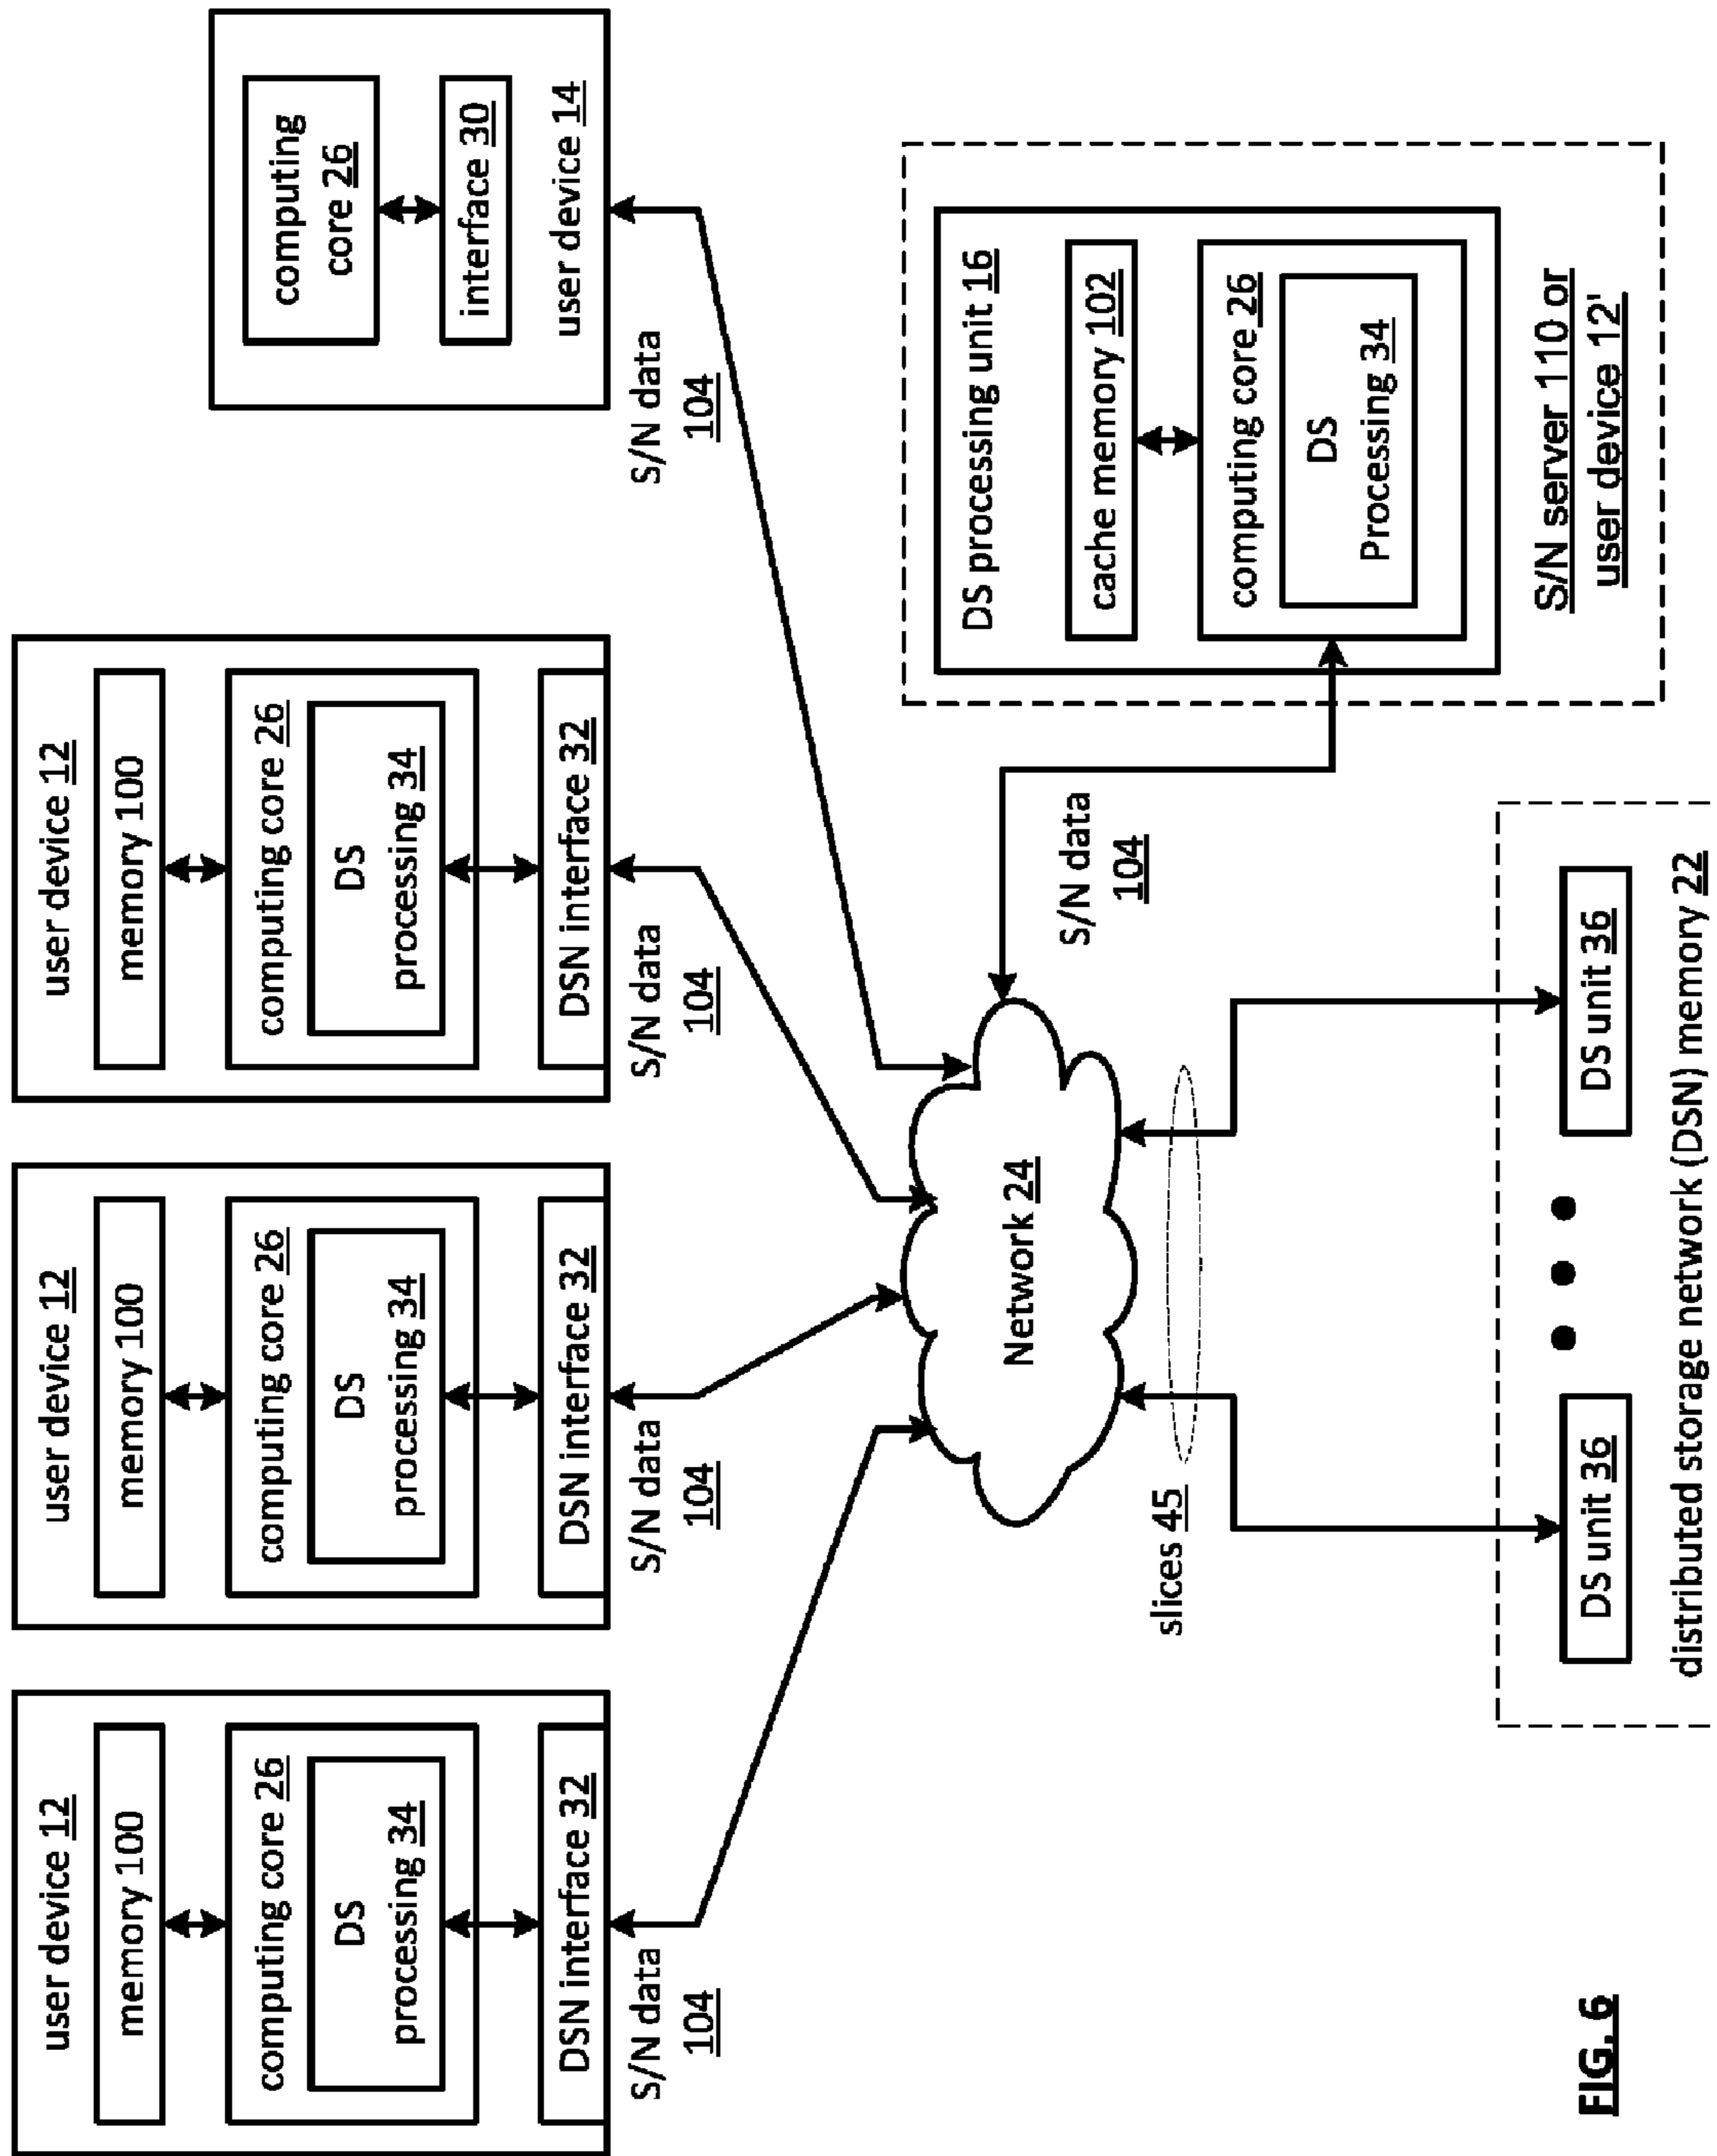 user device 12
memory 100
computing core 26
DS
processing 34
DSN interface 32
S/N data
104
user device 12
memory 100
computing core 26
DS
processing 34
DSN interface 32
S/N data
104
user device 12
memory 100
computing core 26
DS
processing 34
DSN interface 32
S/N data
104
computing
core 26
interface 30
user device 14
S/N data
104
Network 24
slices 45
S/N data
104
DS processing unit 16
cache memory 102
computing core 26
DS
Processing 34
S/N server 110 or
user device 12'
DS unit 36
DS unit 36
distributed storage network (DSN) memory 22
FIG. 6